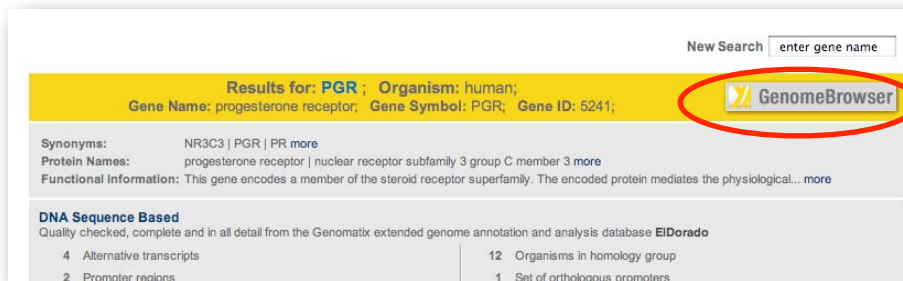 New Search enter gene name
Results for: PGR ; Organism: human;
Gene Name: progesterone receptor; Gene Symbol: PGR; Gene ID: 5241;
GenomeBrowser
Synonyms: NR3C3 | PGR | PR more
Protein Names: progesterone receptor | nuclear receptor subfamily 3 group C member 3 more
Functional Information: This gene encodes a member of the steroid receptor superfamily. The encoded protein mediates the physiological... more
DNA Sequence Based
Quality checked, complete and in all detail from the Genomatix extended genome annotation and analysis database ElDorado
4 Alternative transcripts
12 Organisms in homology group
2 Promoter regions
1 Set of orthologous promoters